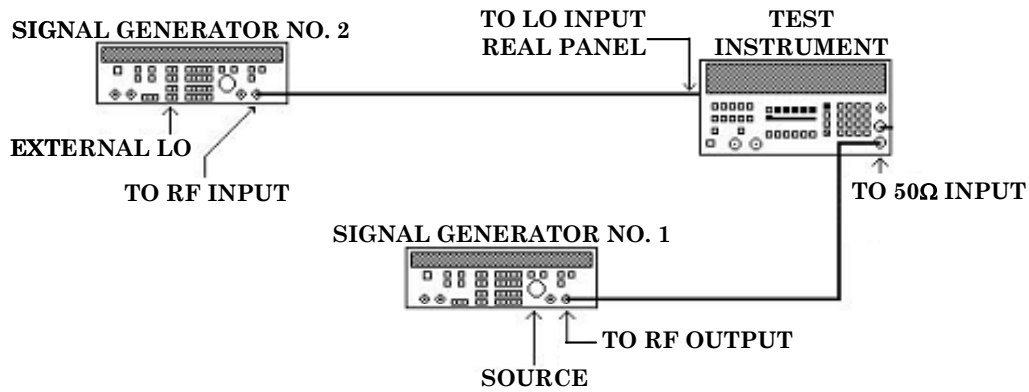 SIGNAL GENERATOR NO. 2
TO LO INPUT
REAL PANEL
TEST
INSTRUMENT
EXTERNAL LO
TO RF INPUT
TO 50Ω INPUT
SIGNAL GENERATOR NO. 1
TO RF OUTPUT
SOURCE